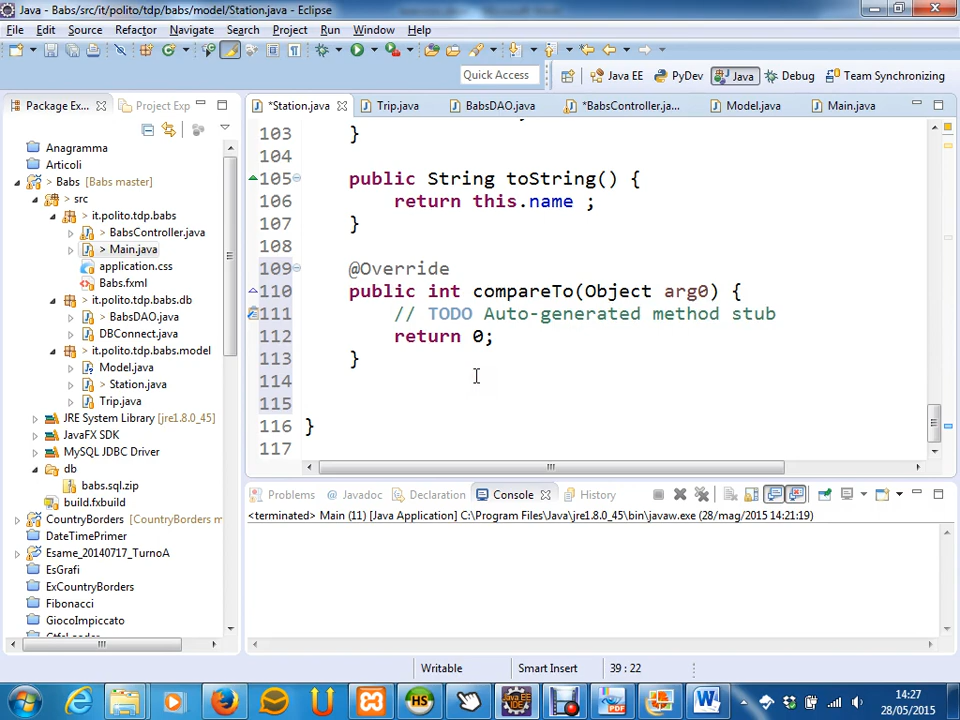 Java - Babs/src/it/polito/tdp/babs/model/Station.java - Eclipse
File Edit Source Refactor Navigate Search Project Run Window Help
Quick Access
Java EE
PyDev
Java
Debug
Team Synchronizing
Package Ex...
Project Exp
*Station.java
Trip.java
BabsDAO.java
*BabsController.ja...
Model.java
Main.java
Anagramma
Articoli
> Babs [Babs master]
> src
> it.polito.tdp.babs
> BabsController.java
> Main.java
application.css
Babs.fxml
> it.polito.tdp.babs.db
> BabsDAO.java
DBConnect.java
> it.polito.tdp.babs.model
Model.java
> Station.java
Trip.java
JRE System Library [jre1.8.0_45]
JavaFX SDK
MySQL JDBC Driver
db
babs.sql.zip
build.fxbuild
CountryBorders [CountryBorders m
DateTimePrimer
Esame_20140717_TurnoA
EsGrafi
ExCountryBorders
Fibonacci
GiocoImpiccato
103 }
104
105 public String toString() {
106 return this.name ;
107 }
108
109 @Override
110 public int compareTo(Object arg0) {
111 // TODO Auto-generated method stub
112 return 0;
113 }
114
115
116 }
117
Problems
Javadoc
Declaration
Console
History
<terminated> Main (11) [Java Application] C:\Program Files\Java\jre1.8.0_45\bin\javaw.exe (28/mag/2015 14:21:19)
Writable
Smart Insert
39 : 22
14:27
28/05/2015